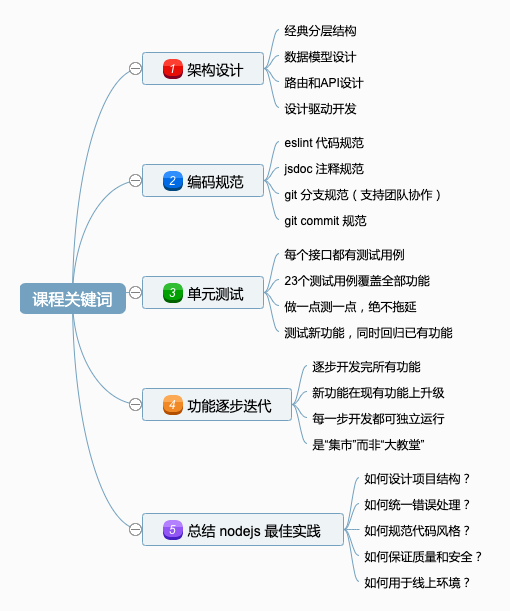 课程关键词
1 架构设计
经典分层结构
数据模型设计
路由和API设计
设计驱动开发
2 编码规范
eslint 代码规范
jsdoc 注释规范
git 分支规范（支持团队协作）
git commit 规范
3 单元测试
每个接口都有测试用例
23个测试用例覆盖全部功能
做一点测一点，绝不拖延
测试新功能，同时回归已有功能
4 功能逐步迭代
逐步开发完所有功能
新功能在现有功能上升级
每一步开发都可独立运行
是“集市”而非“大教堂”
5 总结 nodejs 最佳实践
如何设计项目结构？
如何统一错误处理？
如何规范代码风格？
如何保证质量和安全？
如何用于线上环境？